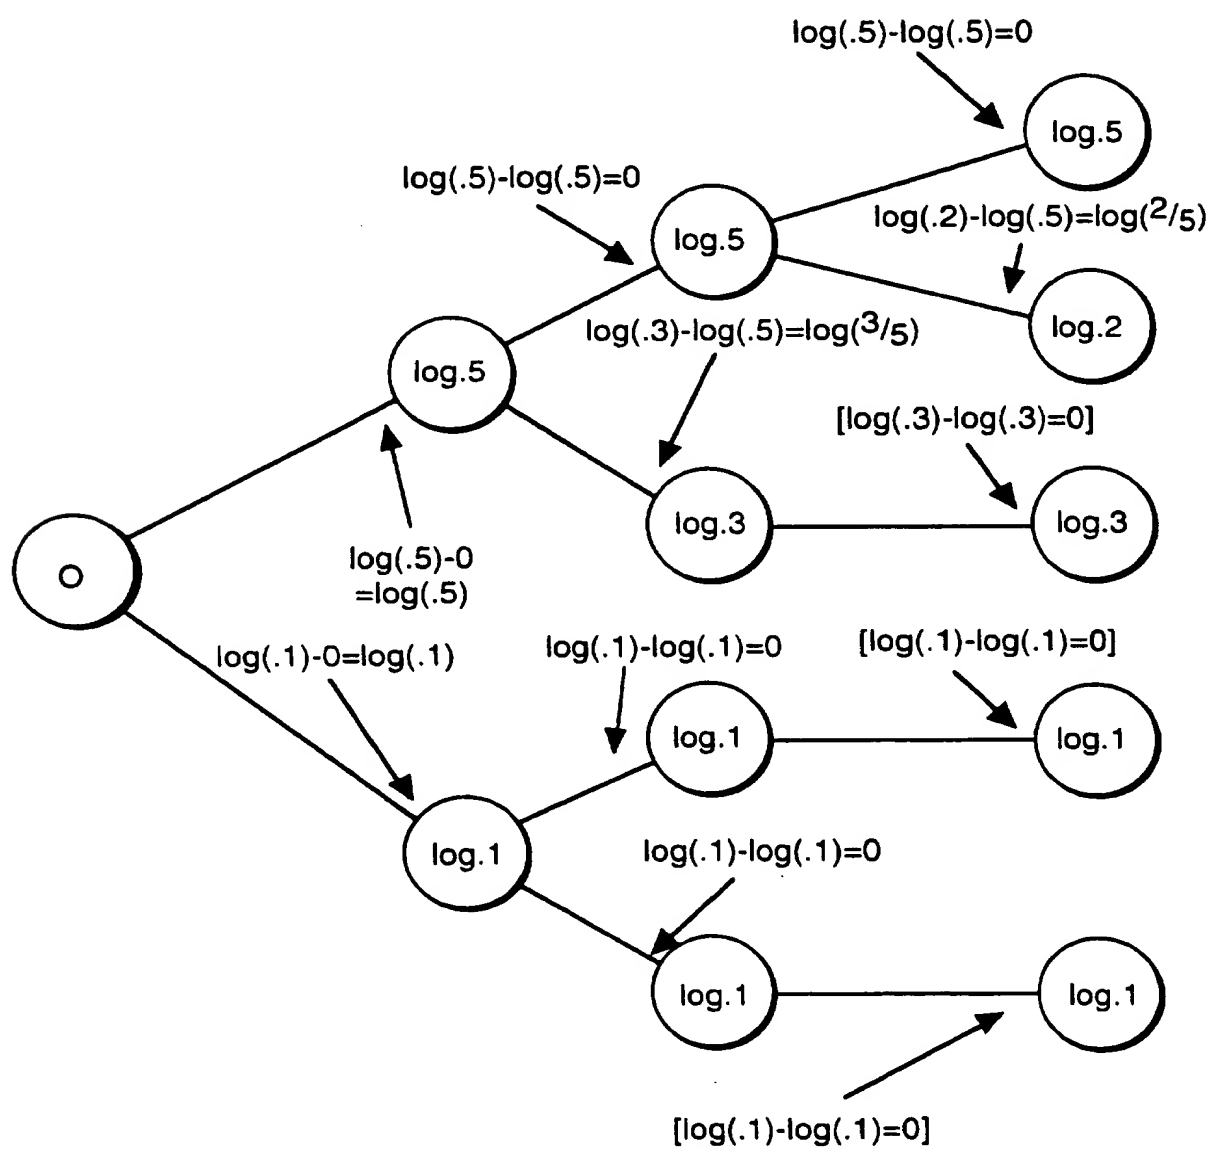 log(.5)-log(.5)=0
log.5
log(.5)-log(.5)=0
log.5
log(.2)-log(.5)=log(2/5)
log.2
log(.3)-log(.5)=log(3/5)
log.5
[log(.3)-log(.3)=0]
log.3
log.3
log(.5)-0
=log(.5)
O
log(.1)-0=log(.1)
log(.1)-log(.1)=0
[log(.1)-log(.1)=0]
log.1
log.1
log.1
log(.1)-log(.1)=0
log.1
log.1
[log(.1)-log(.1)=0]